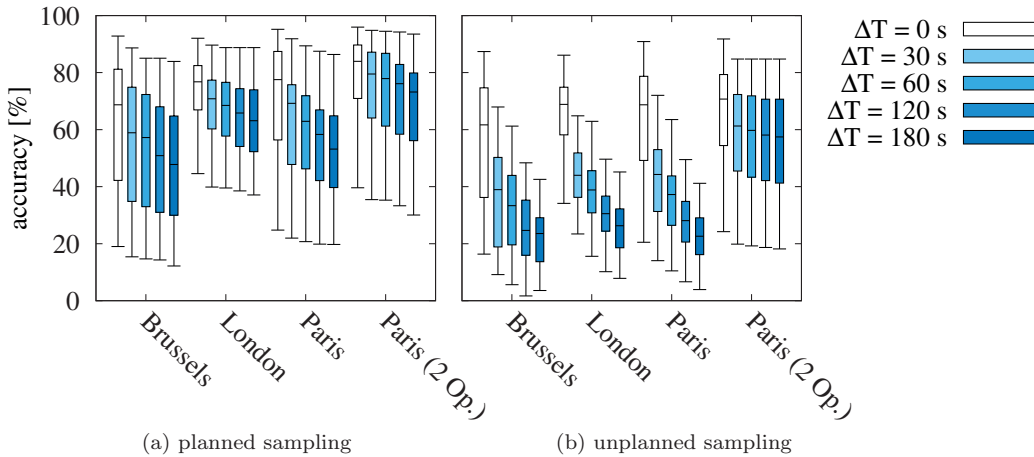 accuracy [%]
100
80
60
40
20
0
Brussels
London
Paris
Paris (2 Op.)
Brussels
London
Paris
Paris (2 Op.)
ΔT = 0 s
ΔT = 30 s
ΔT = 60 s
ΔT = 120 s
ΔT = 180 s
(a) planned sampling
(b) unplanned sampling